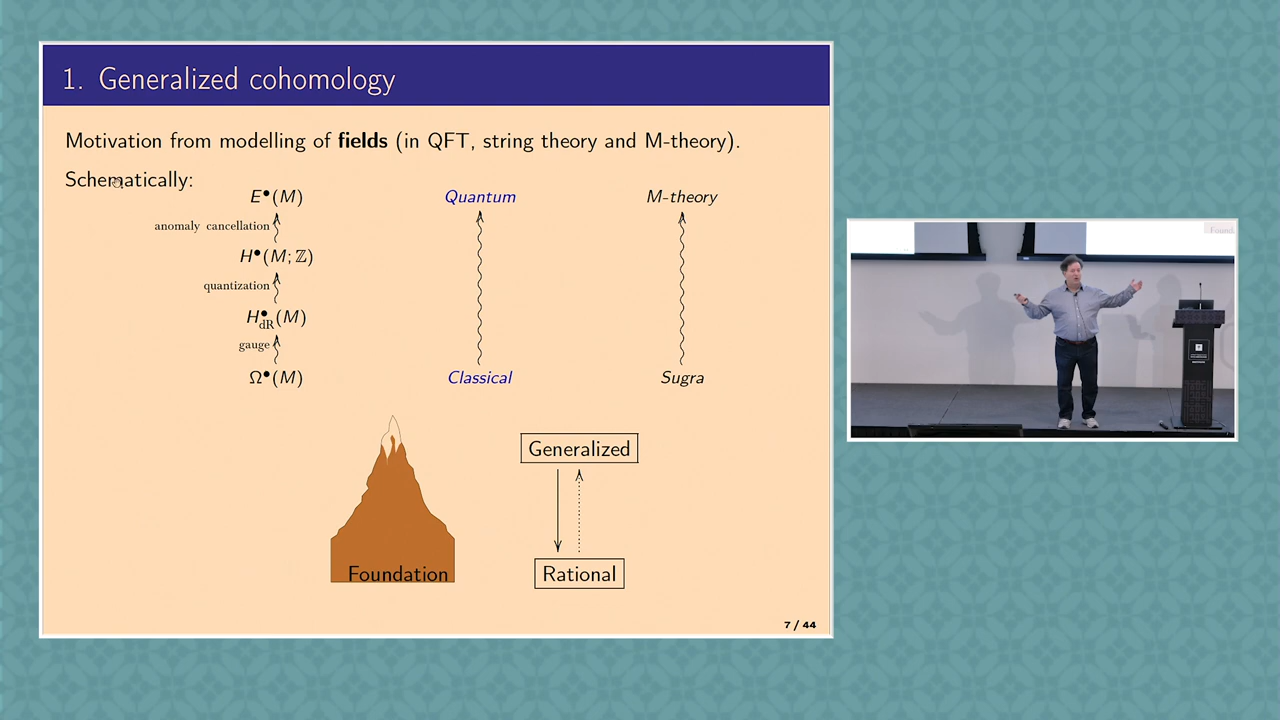 1. Generalized cohomology
Motivation from modelling of fields (in QFT, string theory and M-theory).
Schematically:
E•(M) Quantum M-theory
anomaly cancellation
H•(M; ℤ)
quantization
H•dR(M)
gauge
Ω•(M) Classical Sugra
Generalized
Foundation Rational
7 / 44
Found